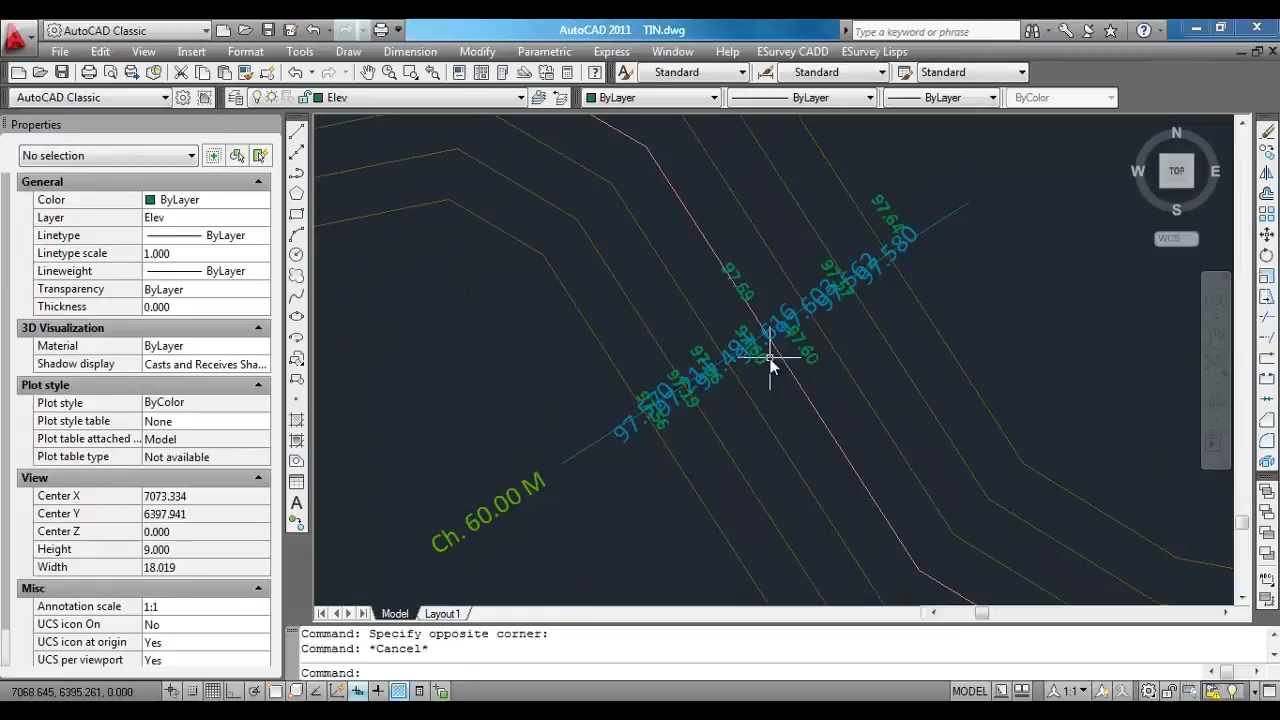 AutoCAD Classic
AutoCAD 2011 TIN.dwg
Type a keyword or phrase
File Edit View Insert Format Tools Draw Dimension Modify Parametric Express Window Help ESurvey CADD ESurvey Lisps
Standard Standard Standard
AutoCAD Classic Elev ByLayer ByLayer ByLayer ByColor
Properties
No selection
General
Color ByLayer
Layer Elev
Linetype ByLayer
Linetype scale 1.000
Lineweight ByLayer
Transparency ByLayer
Thickness 0.000
3D Visualization
Material ByLayer
Shadow display Casts and Receives Sha...
Plot style
Plot style ByColor
Plot style table None
Plot table attached ... Model
Plot table type Not available
View
Center X 7073.334
Center Y 6397.941
Center Z 0.000
Height 9.000
Width 18.019
Misc
Annotation scale 1:1
UCS icon On No
UCS icon at origin Yes
UCS per viewport Yes
N
W TOP E
S
WCS
97.64
97.580
97.69
97.60
Ch. 60.00 M
Model Layout1
Command: Specify opposite corner:
Command: *Cancel*
Command:
7068.645, 6395.261, 0.000
MODEL
1:1